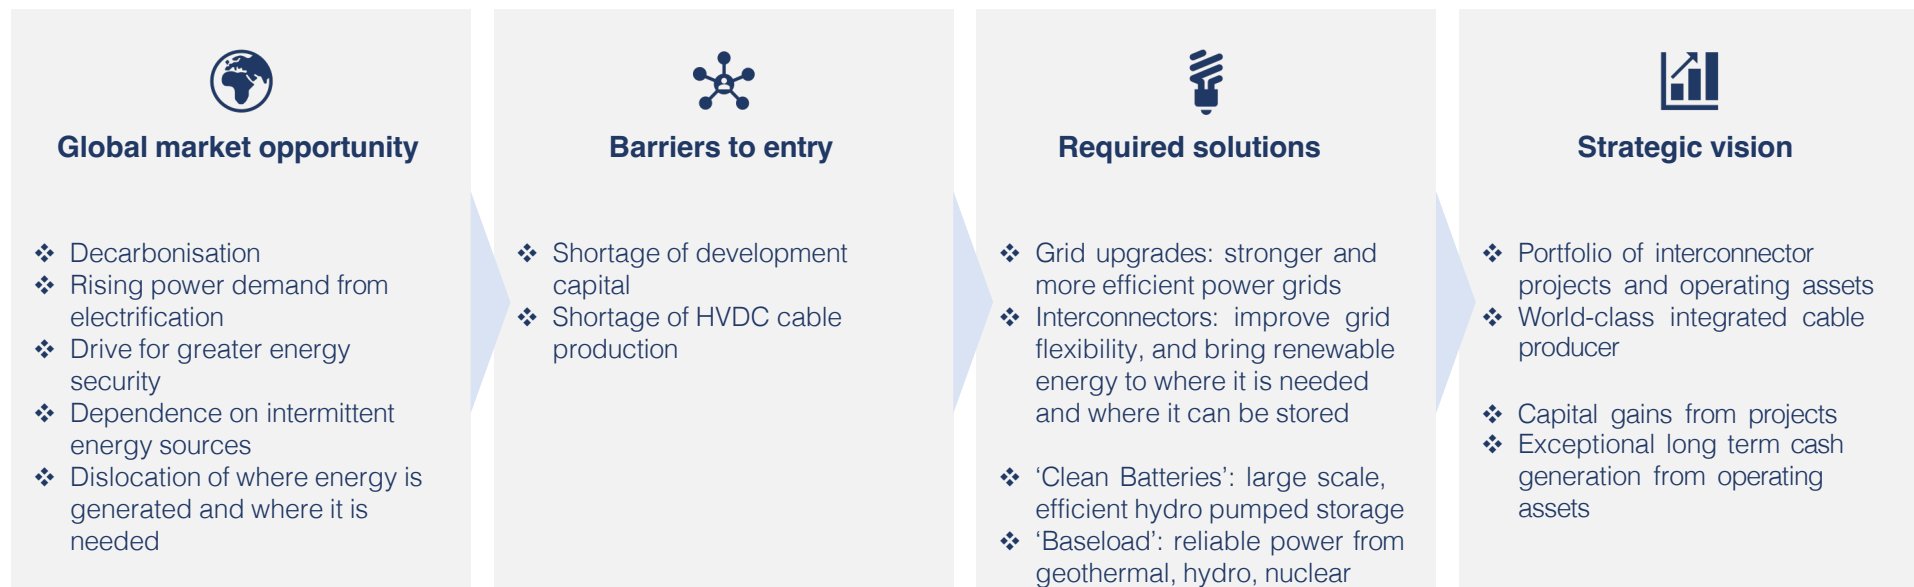 Global market opportunity
❖ Decarbonisation
❖ Rising power demand from
electrification
❖ Drive for greater energy
security
❖ Dependence on intermittent
energy sources
❖ Dislocation of where energy is
generated and where it is
needed
Barriers to entry
❖ Shortage of development
capital
❖ Shortage of HVDC cable
production
Required solutions
❖ Grid upgrades: stronger and
more efficient power grids
❖ Interconnectors: improve grid
flexibility, and bring renewable
energy to where it is needed
and where it can be stored
❖ ‘Clean Batteries’: large scale,
efficient hydro pumped storage
❖ ‘Baseload’: reliable power from
geothermal, hydro, nuclear
Strategic vision
❖ Portfolio of interconnector
projects and operating assets
❖ World-class integrated cable
producer
❖ Capital gains from projects
❖ Exceptional long term cash
generation from operating
assets